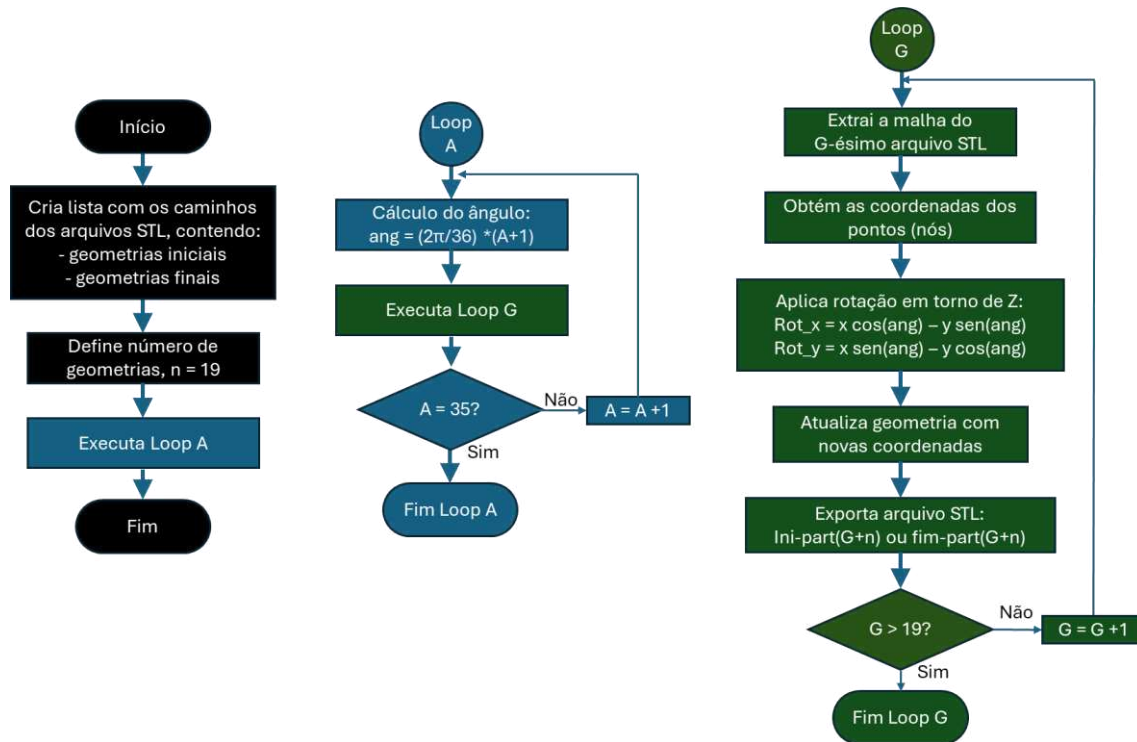 Início
Cria lista com os caminhos
dos arquivos STL, contendo:
- geometrias iniciais
- geometrias finais
Define número de
geometrias, n = 19
Executa Loop A
Fim
Loop
A
Cálculo do ângulo:
ang = (2π/36) *(A+1)
Executa Loop G
A = 35?
Não
A = A +1
Sim
Fim Loop A
Loop
G
Extrai a malha do
G-ésimo arquivo STL
Obtém as coordenadas dos
pontos (nós)
Aplica rotação em torno de Z:
Rot_x = x cos(ang) – y sen(ang)
Rot_y = x sen(ang) – y cos(ang)
Atualiza geometria com
novas coordenadas
Exporta arquivo STL:
Ini-part(G+n) ou fim-part(G+n)
G > 19?
Não
G = G +1
Sim
Fim Loop G